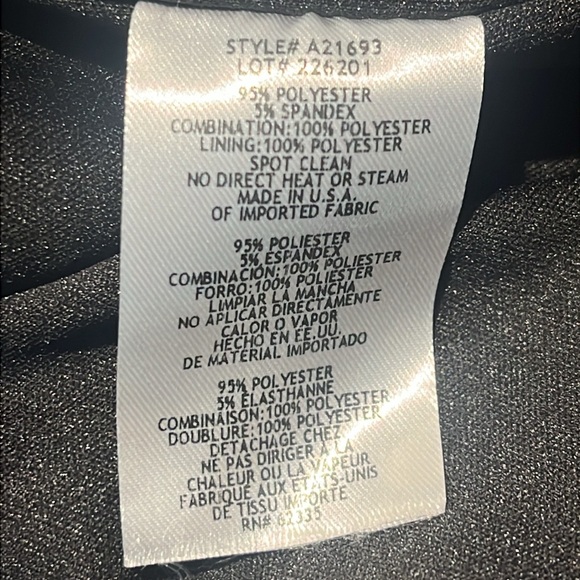 STYLE# A21693
LOT# 226201
95% POLYESTER
5% SPANDEX
COMBINATION:100% POLYESTER
LINING:100% POLYESTER
SPOT CLEAN
NO DIRECT HEAT OR STEAM
MADE IN U.S.A.
OF IMPORTED FABRIC
95% POLIESTER
5% ESPANDEX
COMBINACIÓN:100% POLIESTER
FORRO:100% POLIESTER
LIMPIAR LA MANCHA
NO APLICAR DIRECTAMENTE
CALOR O VAPOR
HECHO EN EE.UU.
DE MATERIAL IMPORTADO
95% POLYESTER
5% ÉLASTHANNE
COMBINAISON:100% POLYESTER
DOUBLURE:100% POLYESTER
DÉTACHAGE CHEZ
NE PAS DIRIGER À LA
CHALEUR OU LA VAPEUR
FABRIQUÉ AUX ÉTATS-UNIS
DE TISSU IMPORTÉ
RN# 62335